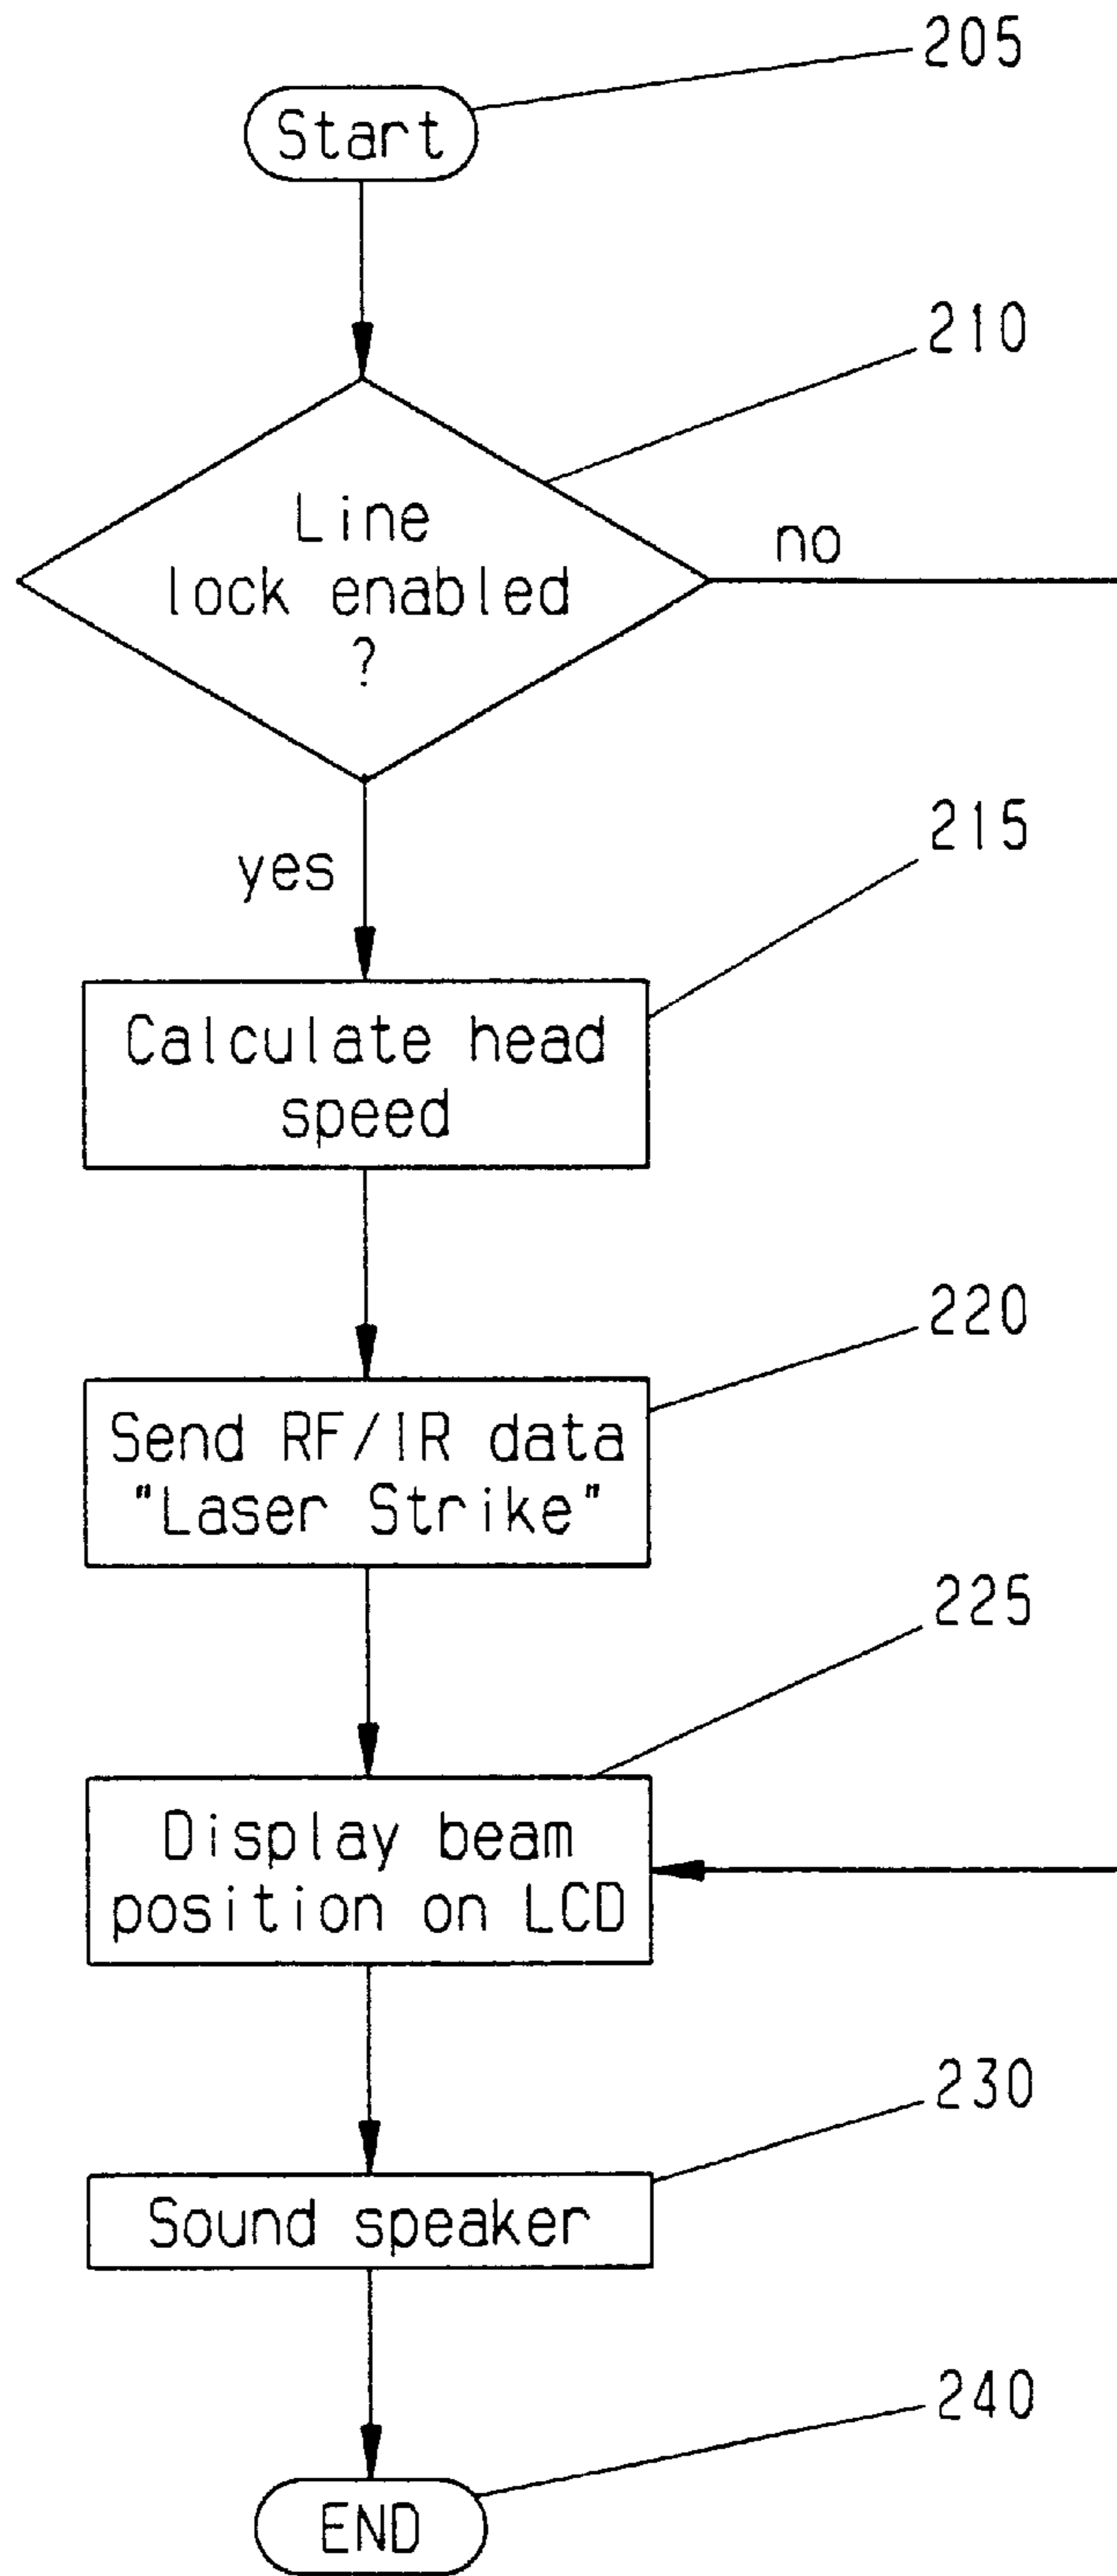 205
Start
210
Line
lock enabled
?
no
yes
215
Calculate head
speed
220
Send RF/IR data
"Laser Strike"
225
Display beam
position on LCD
230
Sound speaker
240
END